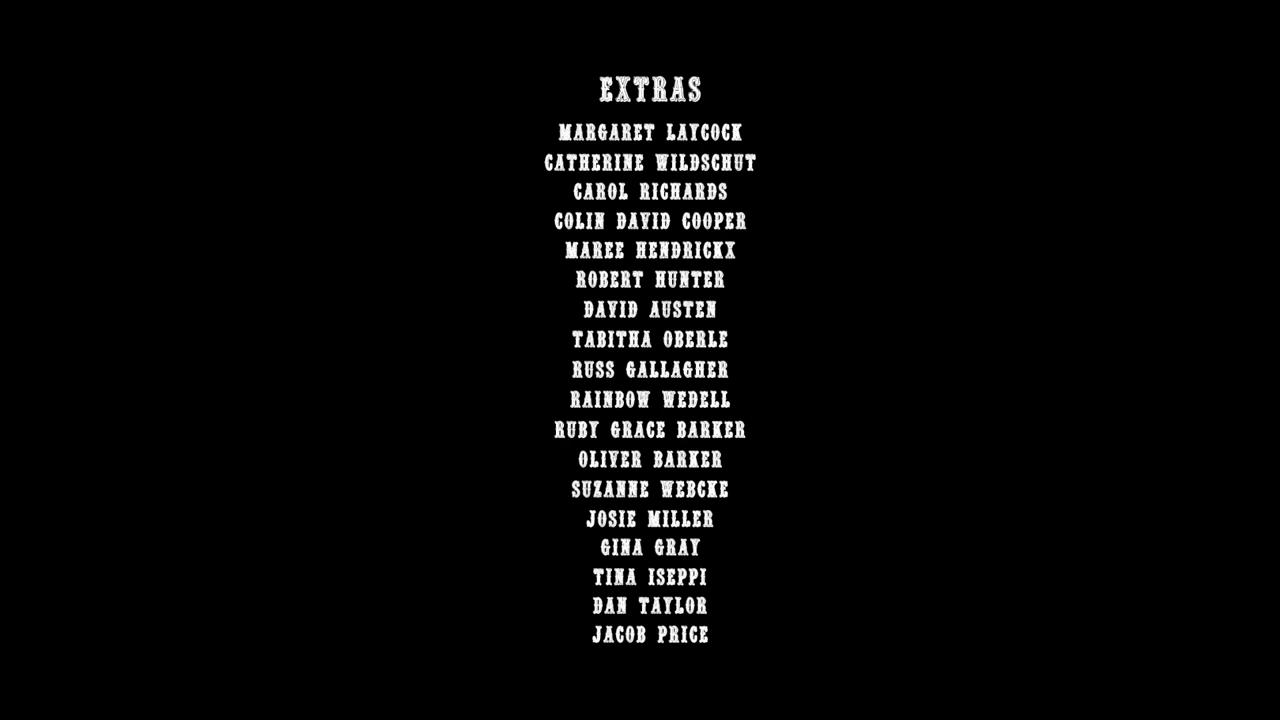 EXTRAS
MARGARET LAYCOCK
CATHERINE WILDSCHUT
CAROL RICHARDS
COLIN DAVID COOPER
MAREE HENDRICKX
ROBERT HUNTER
DAVID AUSTEN
TABITHA OBERLE
RUSS GALLAGHER
RAINBOW WEDELL
RUBY GRACE BARKER
OLIVER BARKER
SUZANNE WEBCKE
JOSIE MILLER
GINA GRAY
TINA ISEPPI
DAN TAYLOR
JACOB PRICE